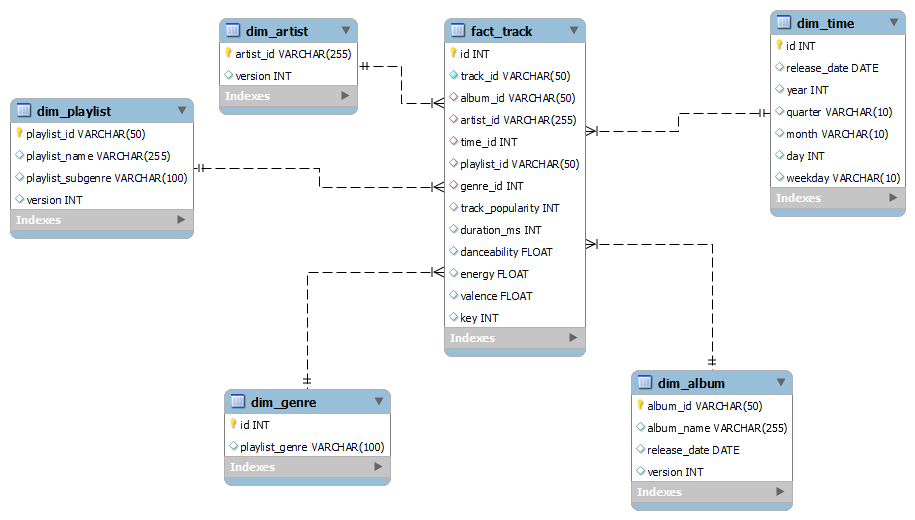 dim_artist
artist_id VARCHAR(255)
version INT
Indexes
fact_track
id INT
track_id VARCHAR(50)
album_id VARCHAR(50)
artist_id VARCHAR(255)
time_id INT
playlist_id VARCHAR(50)
genre_id INT
track_popularity INT
duration_ms INT
danceability FLOAT
energy FLOAT
valence FLOAT
key INT
Indexes
dim_time
id INT
release_date DATE
year INT
quarter VARCHAR(10)
month VARCHAR(10)
day INT
weekday VARCHAR(10)
Indexes
dim_playlist
playlist_id VARCHAR(50)
playlist_name VARCHAR(255)
playlist_subgenre VARCHAR(100)
version INT
Indexes
dim_genre
id INT
playlist_genre VARCHAR(100)
Indexes
dim_album
album_id VARCHAR(50)
album_name VARCHAR(255)
release_date DATE
version INT
Indexes